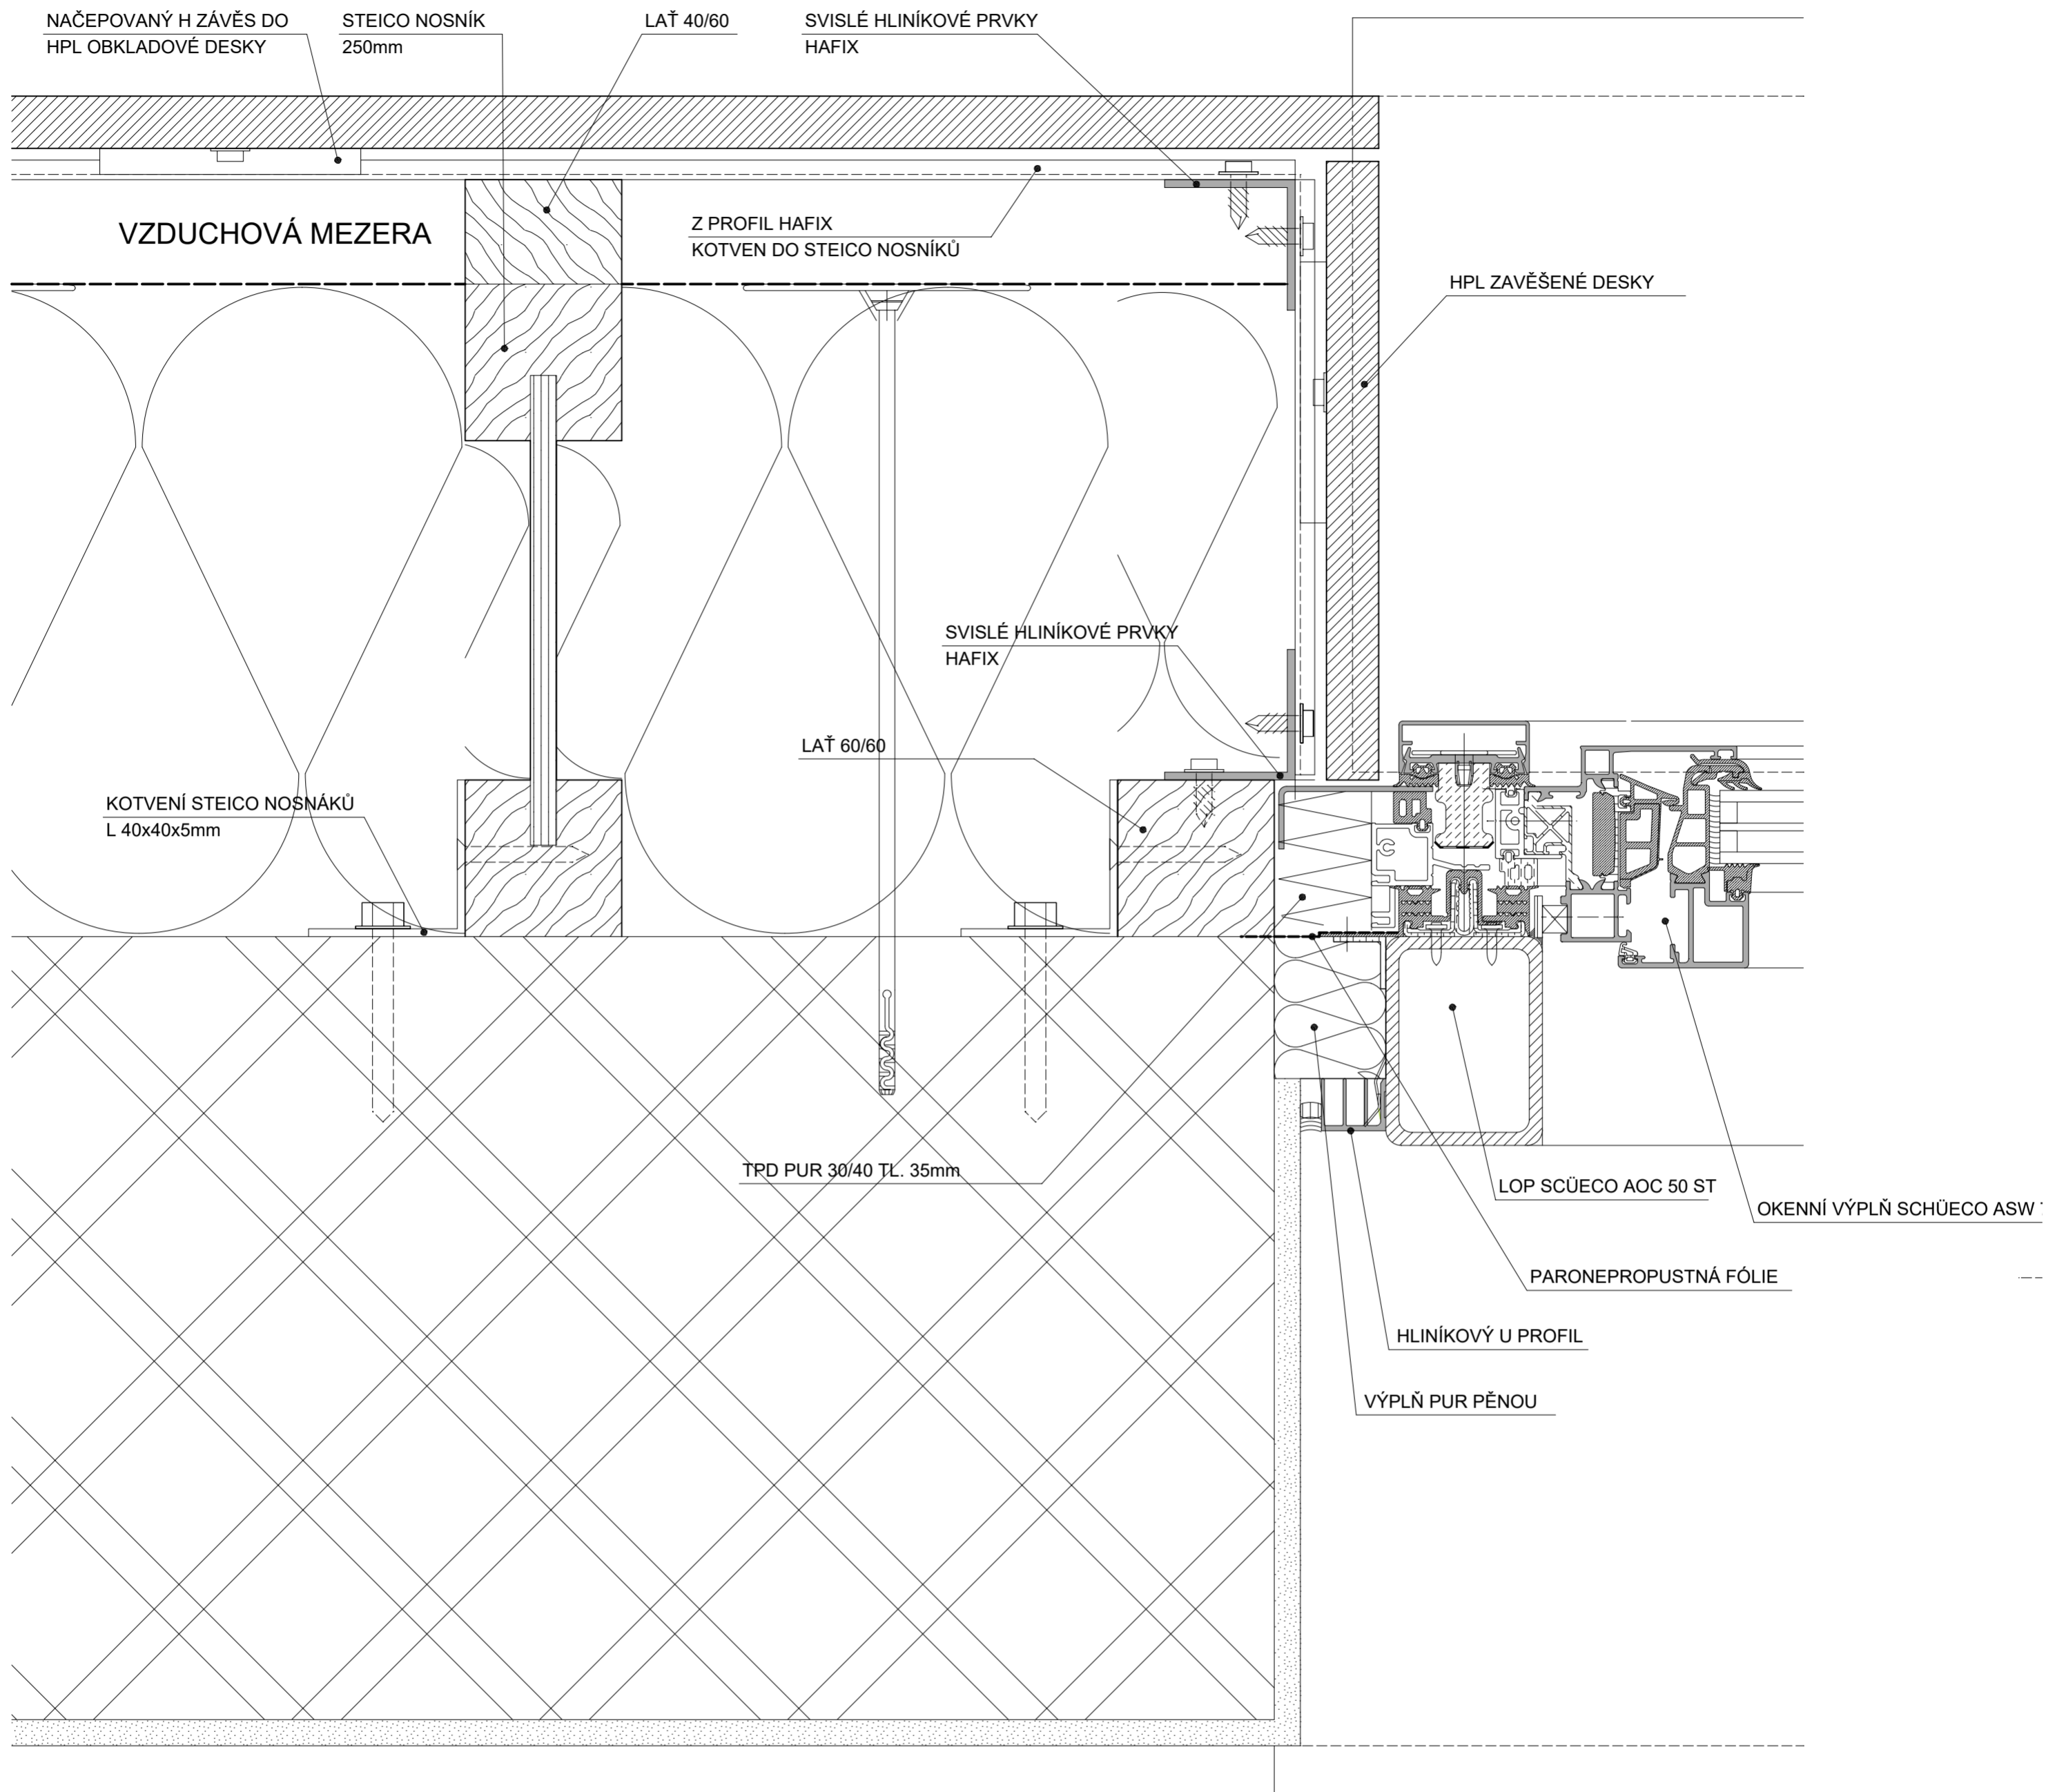 NAČEPOVANÝ H ZÁVĚS DO
HPL OBKLADOVÉ DESKY
STEICO NOSNÍK
250mm
LAŤ 40/60
SVISLÉ HLINÍKOVÉ PRVKY
HAFIX
VZDUCHOVÁ MEZERA
Z PROFIL HAFIX
KOTVEN DO STEICO NOSNÍKŮ
HPL ZAVĚŠENÉ DESKY
SVISLÉ HLINÍKOVÉ PRVKY
HAFIX
LAŤ 60/60
KOTVENÍ STEICO NOSNÁKŮ
L 40x40x5mm
TPD PUR 30/40 TL. 35mm
LOP SCÜECO AOC 50 ST
OKENNÍ VÝPLŇ SCHÜECO ASW
PARONEPROPUSTNÁ FÓLIE
HLINÍKOVÝ U PROFIL
VÝPLŇ PUR PĚNOU